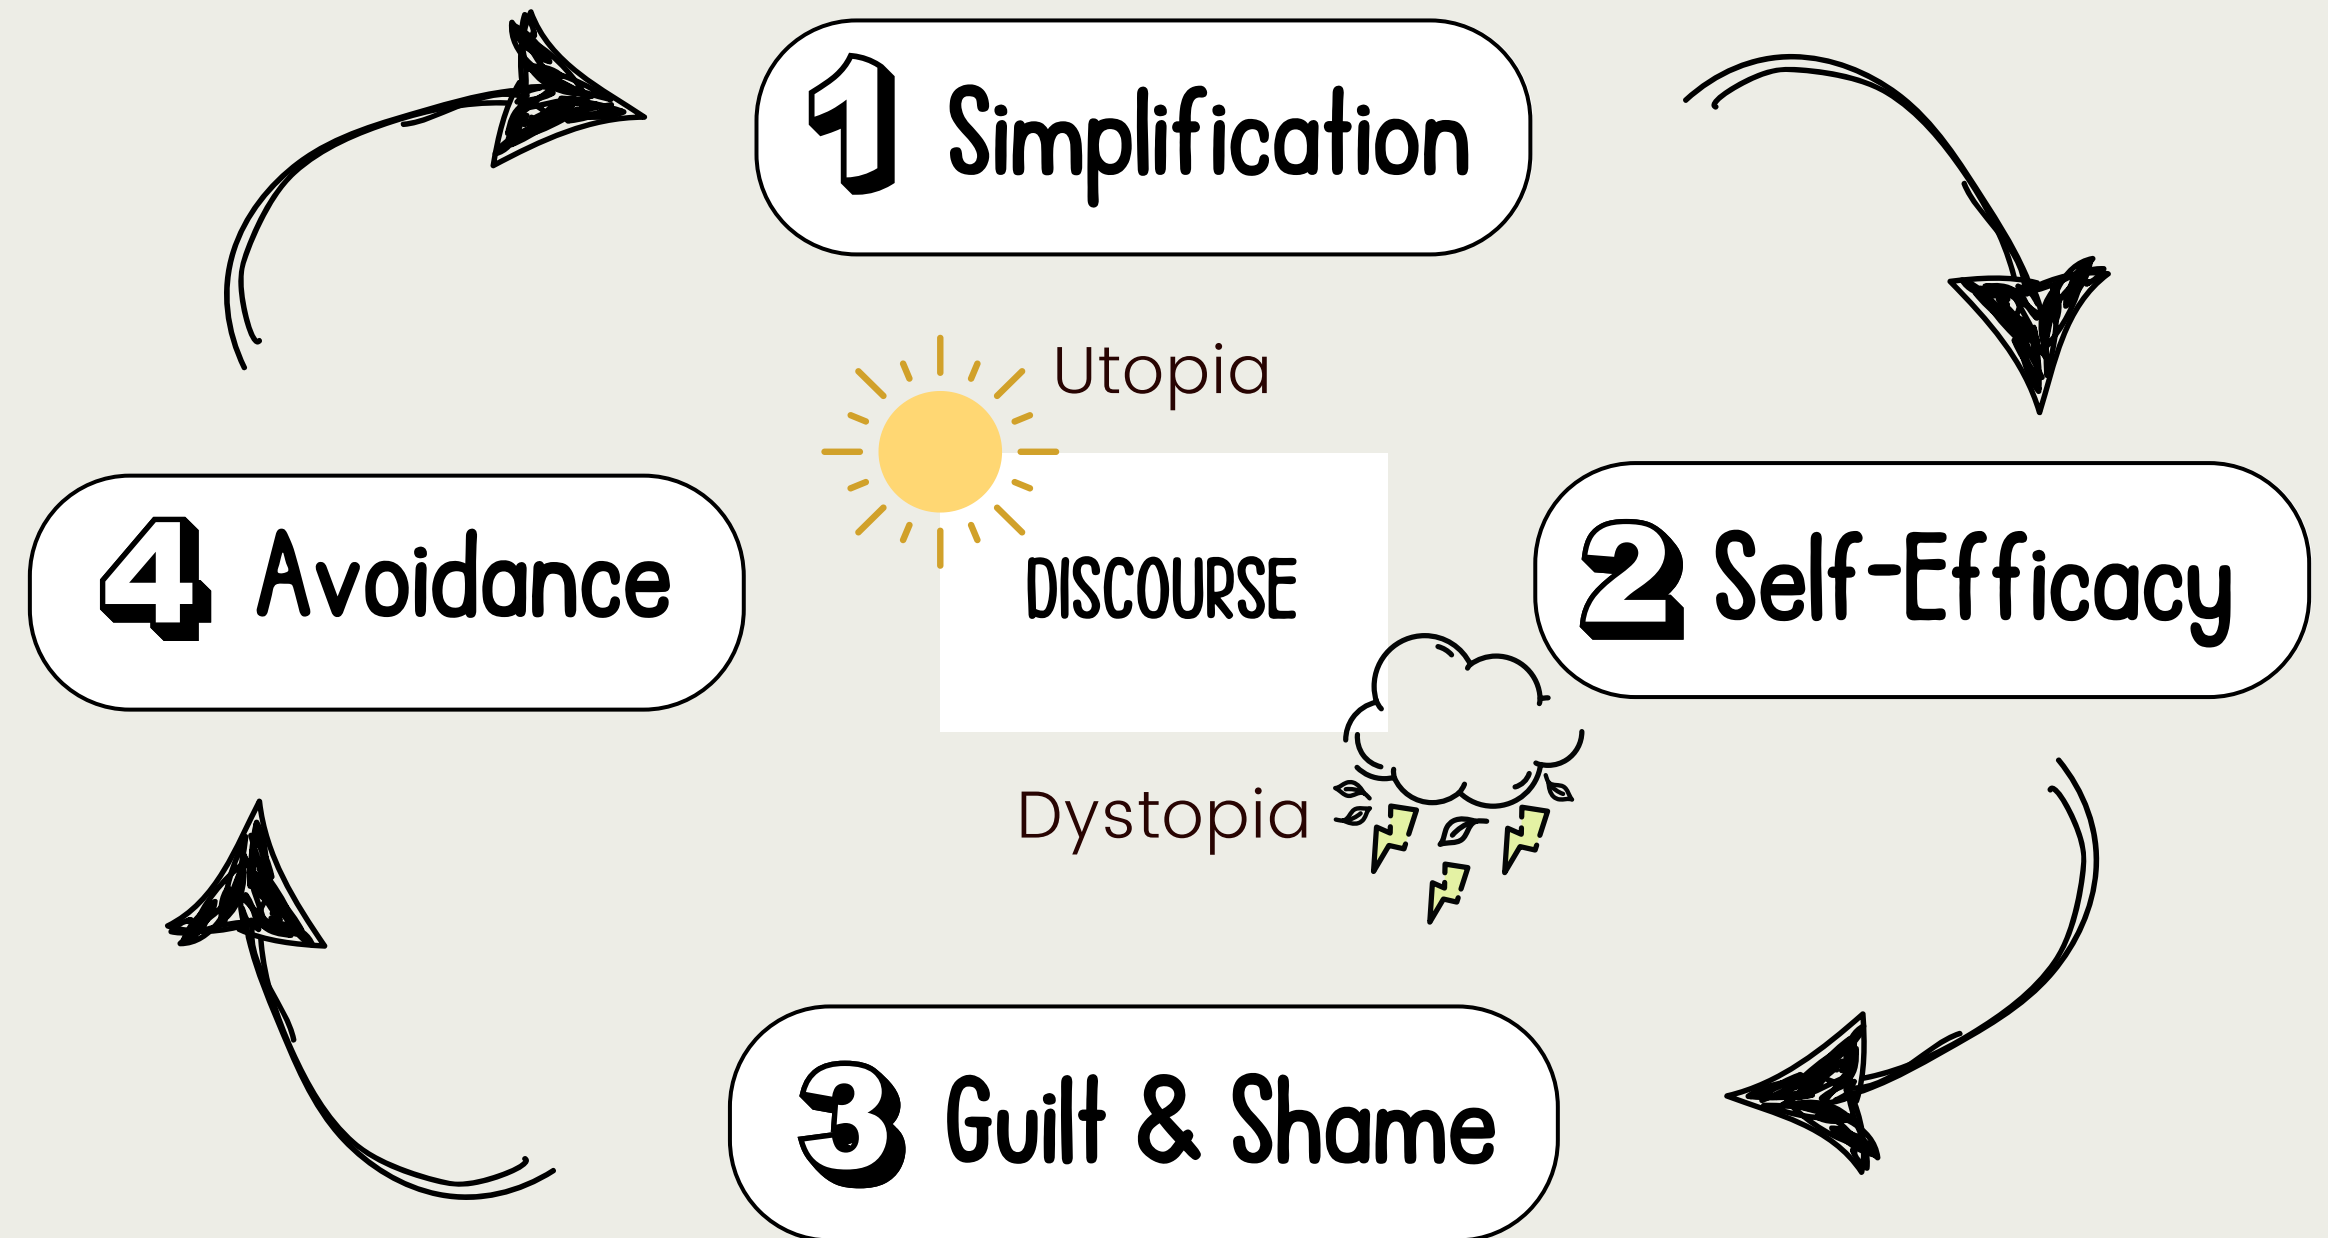 1 Simplification
Utopia
4 Avoidance
DISCOURSE
2 Self-Efficacy
Dystopia
3 Guilt & Shame